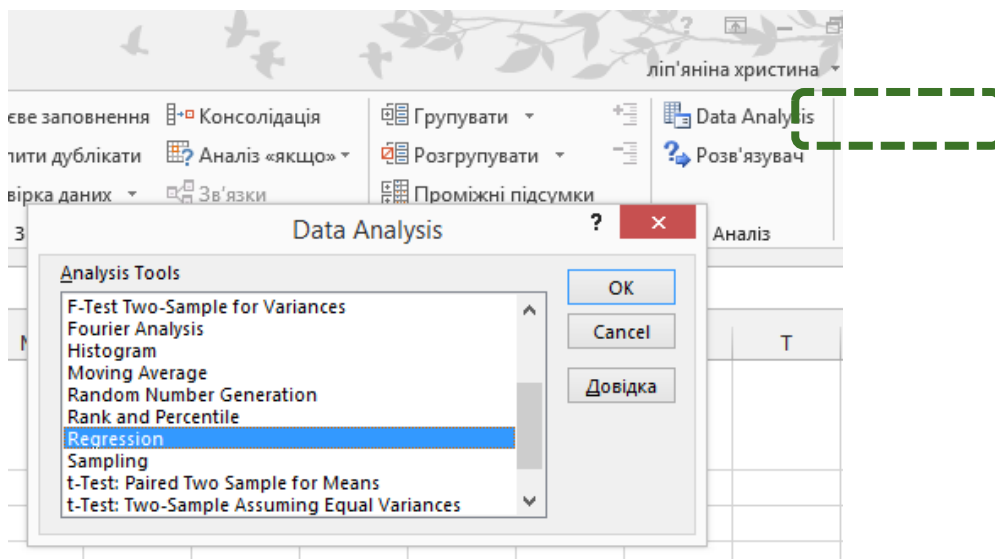 ?
ліп'яніна христина
єве заповнення
Консолідація
Групувати
Data Analysis
лити дублікати
Аналіз «якщо»
Розгрупувати
Розв'язувач
вірка даних
Зв'язки
Проміжні підсумки
З
Аналіз
Data Analysis
?
Analysis Tools
F-Test Two-Sample for Variances
Fourier Analysis
Histogram
Moving Average
Random Number Generation
Rank and Percentile
Regression
Sampling
t-Test: Paired Two Sample for Means
t-Test: Two-Sample Assuming Equal Variances
OK
Cancel
Довідка
T